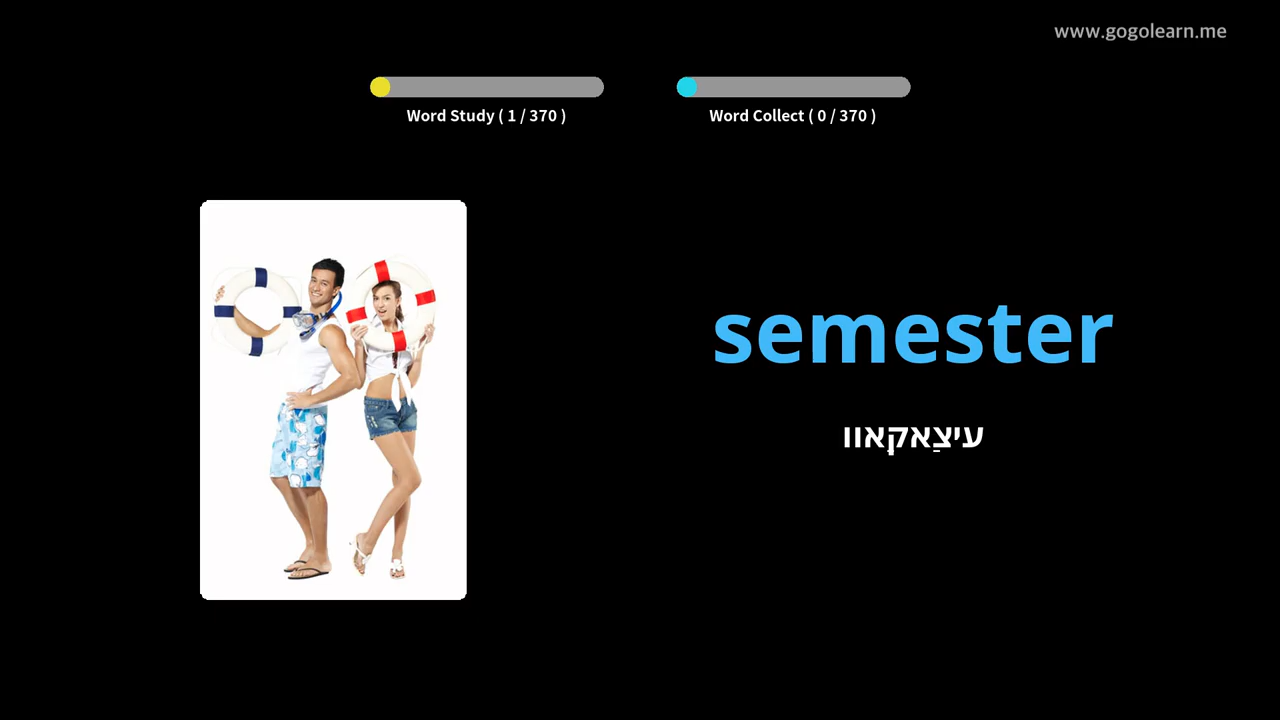 www.gogolearn.me
Word Study ( 1 / 370 )
Word Collect ( 0 / 370 )
semester
עיצַאקָאוו